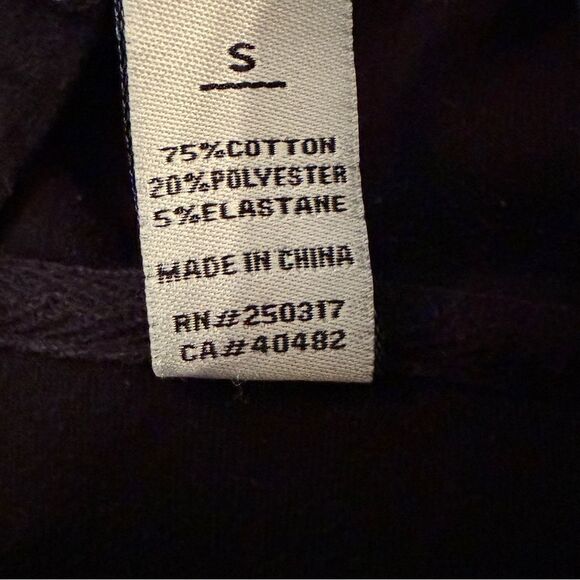 S
75%COTTON
20%POLYESTER
5%ELASTANE
MADE IN CHINA
RN#250317
CA#40482